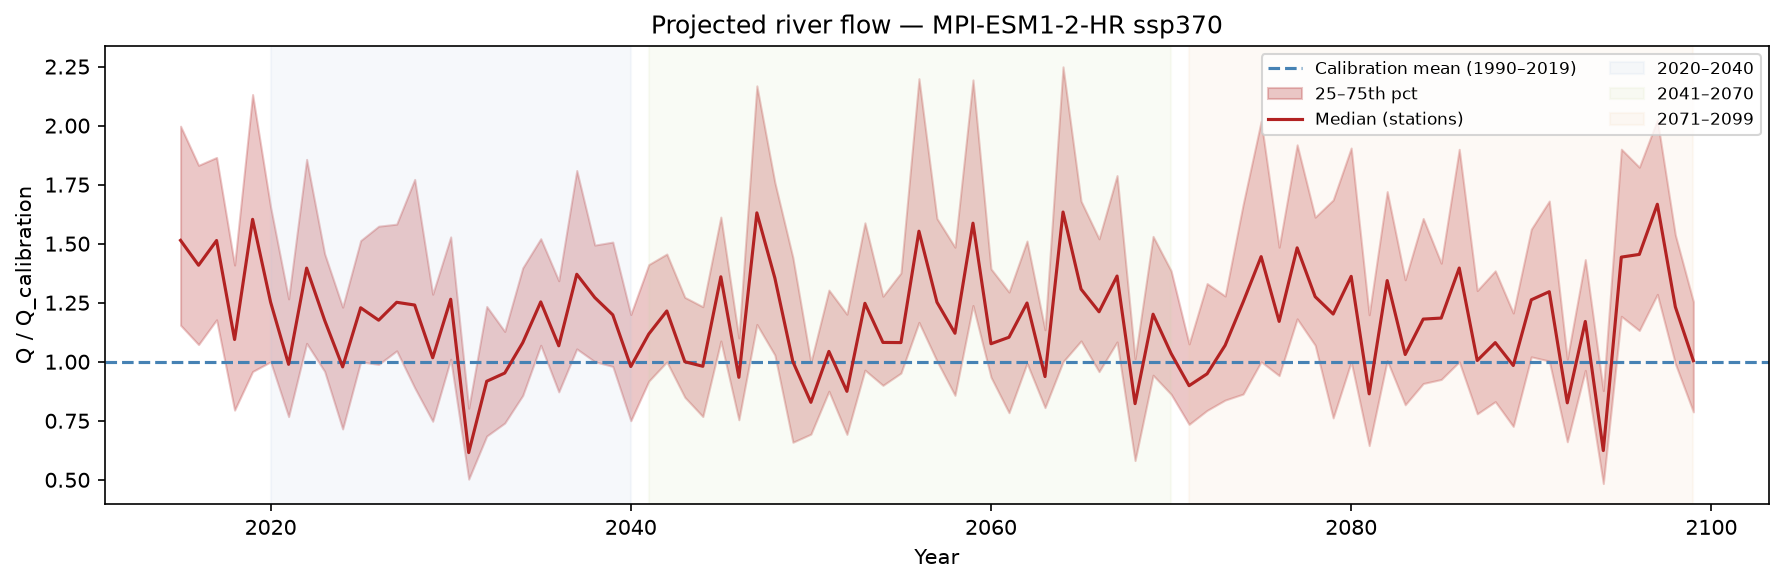 Projected river flow — MPI-ESM1-2-HR ssp370
Q / Q_calibration
2.25
2.00
1.75
1.50
1.25
1.00
0.75
0.50
Calibration mean (1990–2019)
25–75th pct
Median (stations)
2020–2040
2041–2070
2071–2099
2020
2040
2060
2080
2100
Year